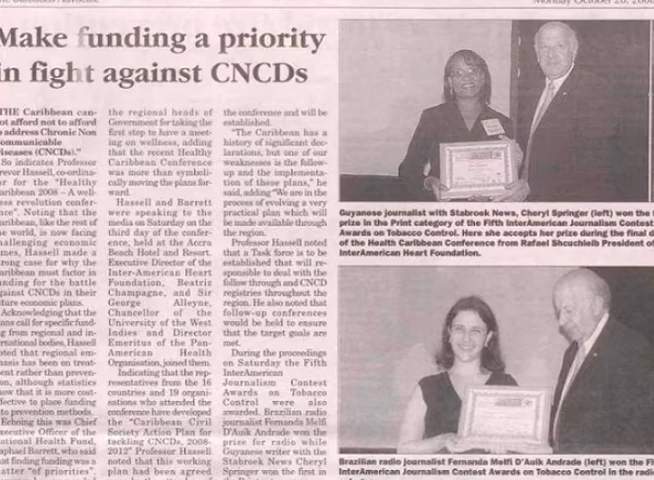 Monday October 20, 2008
Make funding a priority
in fight against CNCDs
THE Caribbean can-
not afford not to afford
to address Chronic Non
Communicable
diseases (CNCDs)."
So indicates Professor
Trevor Hassell, co-ordina-
tor for the "Healthy
Caribbean 2008 – A well-
ness revolution confer-
ence". Noting that the
Caribbean, like the rest of
the world, is now facing
challenging economic
times, Hassell made a
strong case for why the
Caribbean must factor in
funding for the battle
against CNCDs in their
future economic plans.
Acknowledging that the
plans call for specific fund-
ing from regional and in-
ternational bodies, Hassell
noted that regional em-
phasis has been on treat-
ment rather than preven-
tion, although statistics
show that it is more cost-
effective to place funding
into prevention methods.
Echoing this was Chief
Executive Officer of the
National Health Fund,
Raphael Barrett, who said
that finding funding was a
matter "of priorities".
the regional heads of
Government for taking the
first step to have a meet-
ing on wellness, adding
that the recent Healthy
Caribbean Conference
was more than symboli-
cally moving the plans for-
ward.
Hassell and Barrett
were speaking to the
media on Saturday on the
third day of the confer-
ence, held at the Accra
Beach Hotel and Resort.
Executive Director of the
Inter-American Heart
Foundation, Beatriz
Champagne, and Sir
George Alleyne,
Chancellor of the
University of the West
Indies and Director
Emeritus of the Pan-
American Health
Organisation, joined them.
Indicating that the rep-
resentatives from the 16
countries and 19 organi-
sations who attended the
conference have developed
the "Caribbean Civil
Society Action Plan for
tackling CNCDs, 2008-
2012" Professor Hassell
noted that this working
plan had been agreed
the conference and will be
established.
"The Caribbean has a
history of significant dec-
larations, but one of our
weaknesses is the follow-
up and the implementa-
tion of these plans," he
said, adding "We are in the
process of evolving a very
practical plan which will
be made available through
the region.
Professor Hassell noted
that a Task force is to be
established that will re-
sponsible to deal with the
follow through and CNCD
registries throughout the
region. He also noted that
follow-up conferences
would be held to ensure
that the target goals are
met.
During the proceedings
on Saturday the Fifth
InterAmerican
Journalism Contest
Awards on Tobacco
Control were also
awarded. Brazilian radio
journalist Fernanda Melfi
D'Auik Andrade won the
price for radio while
Guyanese writer with the
Stabroek News Cheryl
Springer won the first in
Guyanese journalist with Stabroek News, Cheryl Springer (left) won the
prize in the Print category of the Fifth InterAmerican Journalism Contest
Awards on Tobacco Control. Here she accepts her prize during the final d
of the Health Caribbean Conference from Rafael Shcuchleib President of
InterAmerican Heart Foundation.
Brazilian radio journalist Fernanda Melfi D'Auik Andrade (left) won the Fi
InterAmerican Journalism Contest Awards on Tobacco Control in the radio